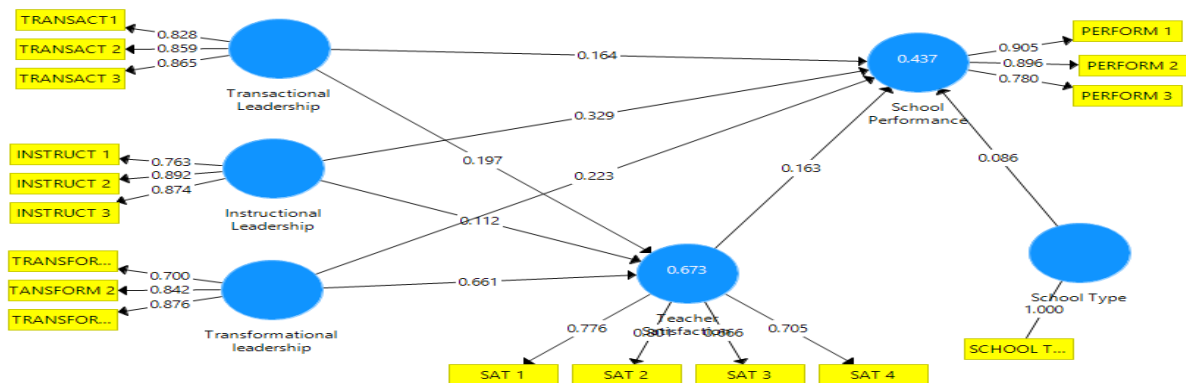 TRANSACT1
TRANSACT 2
TRANSACT 3
0.828
0.859
0.865
Transactional
Leadership
0.164
0.437
School
Performance
0.905
0.896
0.780
PERFORM 1
PERFORM 2
PERFORM 3
0.329
0.197
0.223
0.163
0.086
INSTRUCT 1
INSTRUCT 2
INSTRUCT 3
0.763
0.892
0.874
Instructional
Leadership
0.112
TRANSFOR...
TANSFORM 2
TRANSFOR...
0.700
0.842
0.876
Transformational
leadership
0.661
0.673
Teacher
Satisfaction
School Type
1.000
SCHOOL T...
0.776
0.705
SAT 1
SAT 2
SAT 3
SAT 4